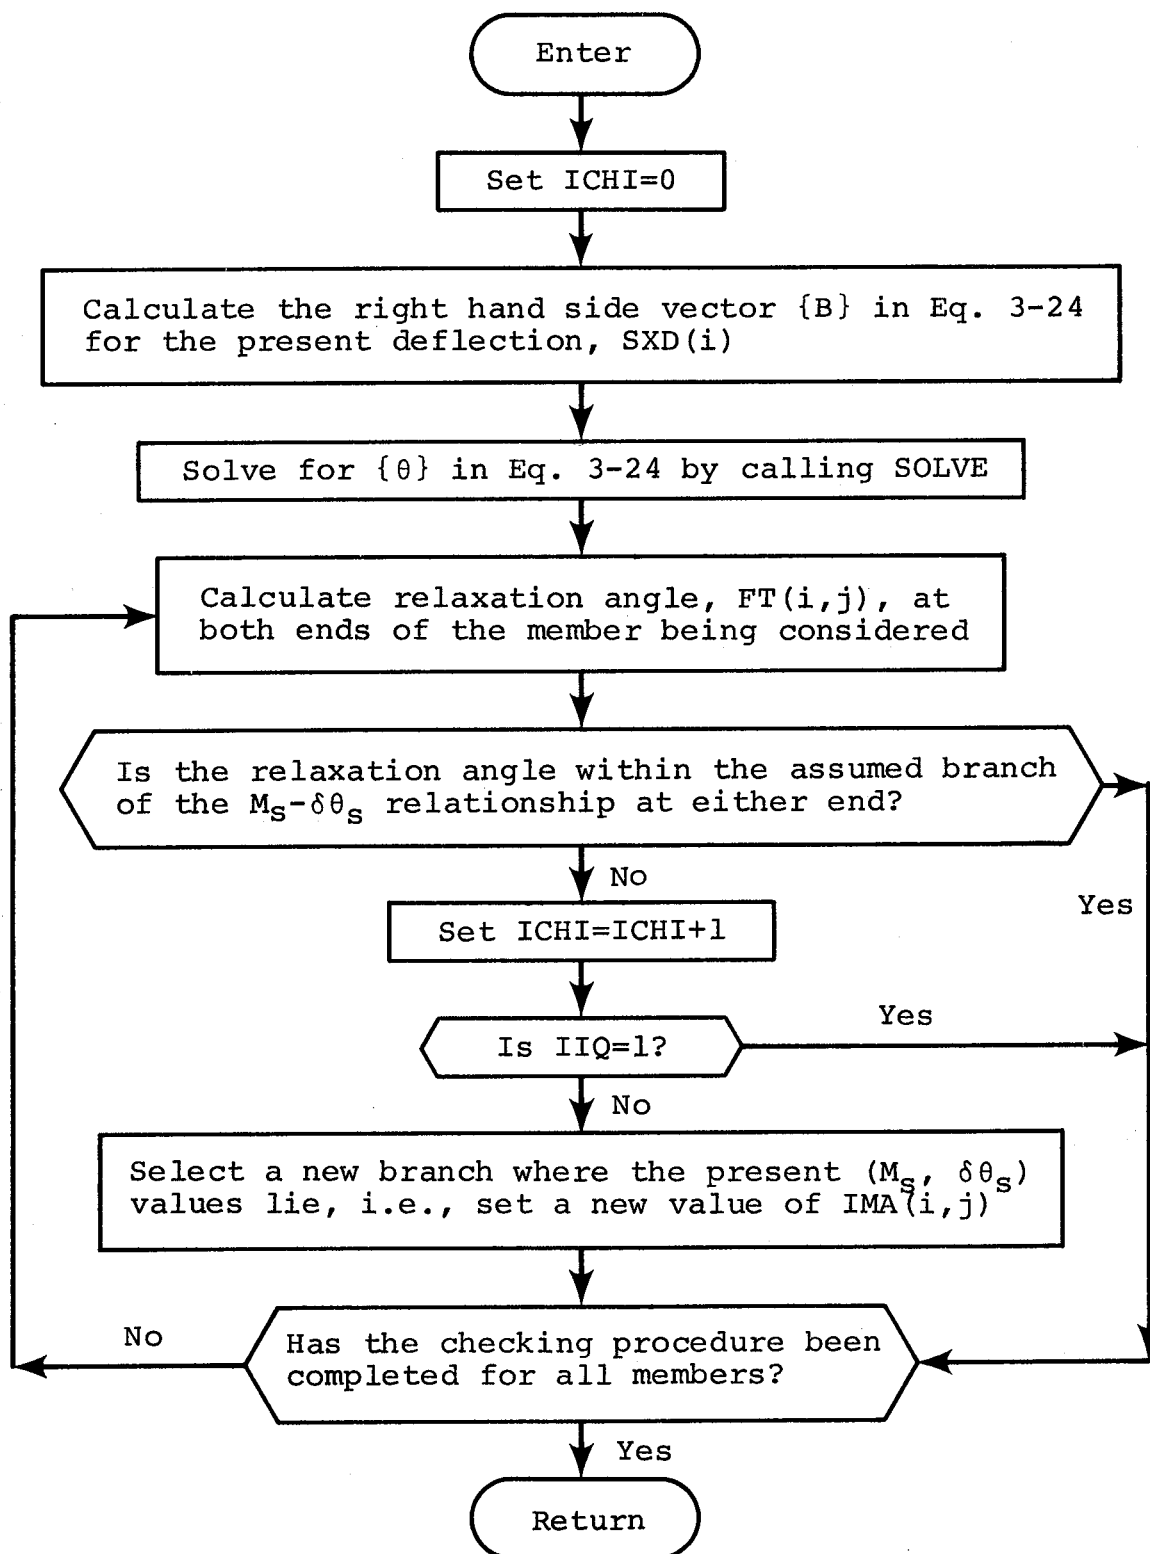 Enter
Set ICHI=0
Calculate the right hand side vector {B} in Eq. 3-24
for the present deflection, SXD(i)
Solve for {θ} in Eq. 3-24 by calling SOLVE
Calculate relaxation angle, FT(i,j), at
both ends of the member being considered
Is the relaxation angle within the assumed branch
of the Ms-δθs relationship at either end?
No
Yes
Set ICHI=ICHI+1
Is IIQ=1?
Yes
No
Select a new branch where the present (Ms, δθs)
values lie, i.e., set a new value of IMA(i,j)
No
Has the checking procedure been
completed for all members?
Yes
Return